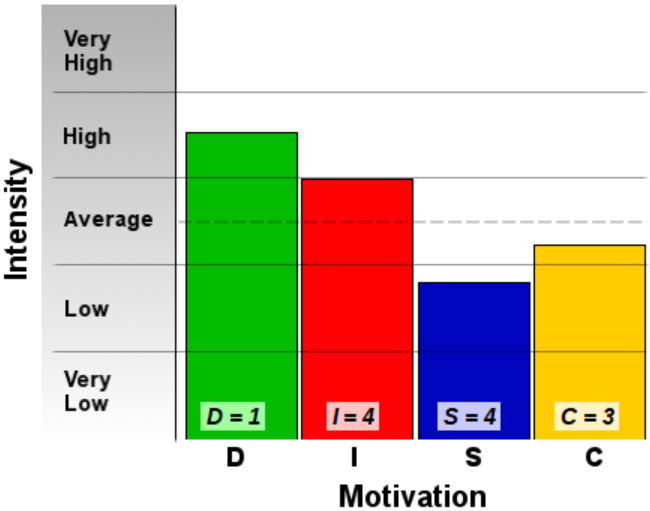 Very
High
High
Average
Low
Very
Low
Intensity
D = 1
I = 4
S = 4
C = 3
D
I
S
C
Motivation